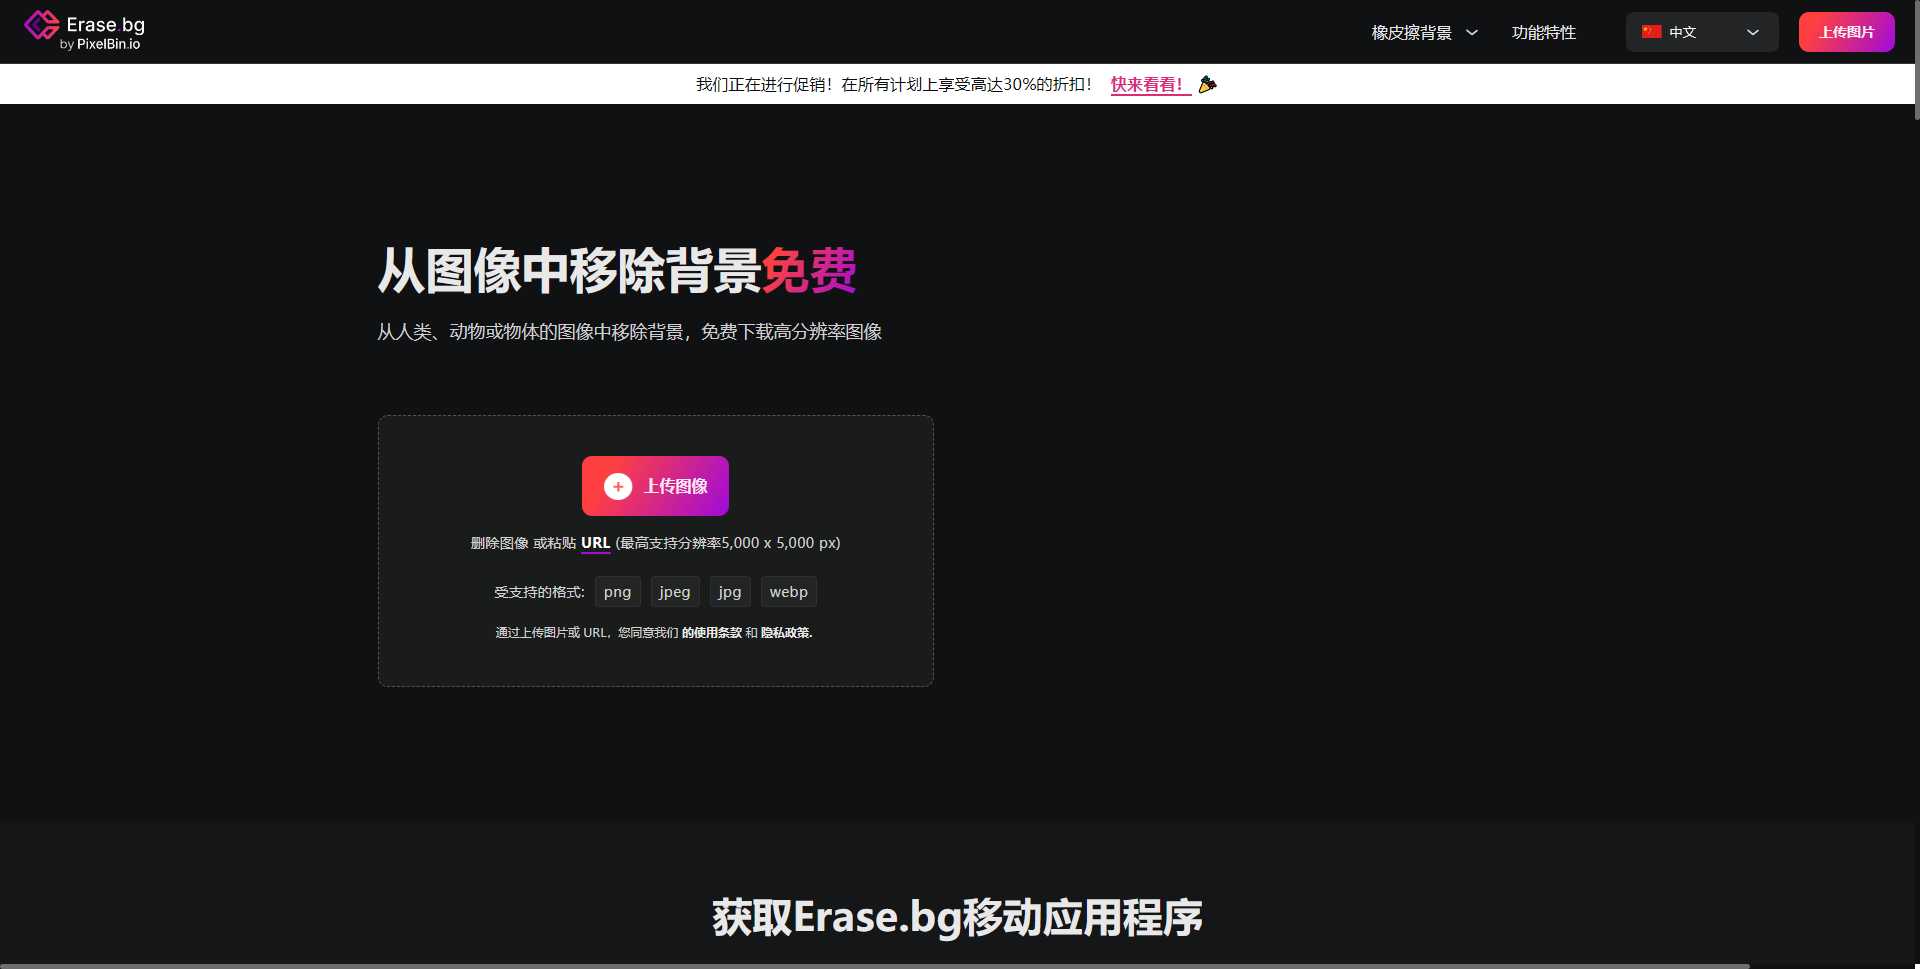 Erase.bg
by PixelBin.io
橡皮擦背景
功能特性
中文
上传图片
我们正在进行促销！在所有计划上享受高达30%的折扣！ 快来看看！
从图像中移除背景免费
从人类、动物或物体的图像中移除背景，免费下载高分辨率图像
上传图像
删除图像 或粘贴 URL (最高支持分辨率5,000 x 5,000 px)
受支持的格式: png jpeg jpg webp
通过上传图片或 URL，您同意我们 的使用条款 和 隐私政策.
获取Erase.bg移动应用程序